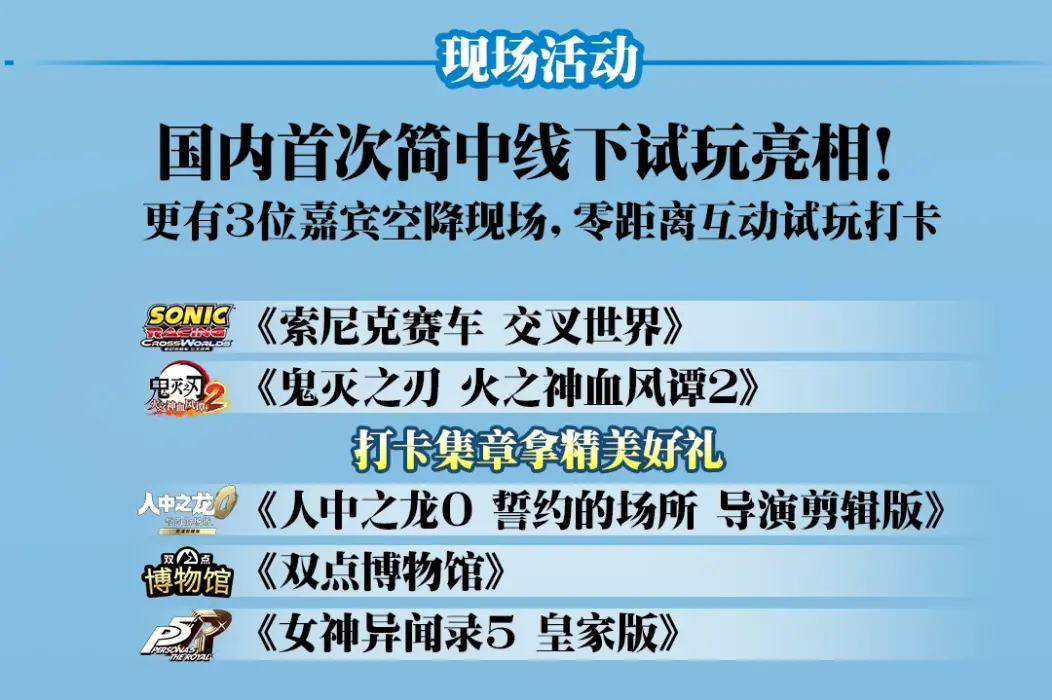 现场活动
国内首次简中线下试玩亮相!
更有3位嘉宾空降现场,零距离互动试玩打卡
SONIC
RACING
CROSSWORLDS
《索尼克赛车 交叉世界》
鬼灭之刃
火之神血风谭2
《鬼灭之刃 火之神血风谭2》
打卡集章拿精美好礼
人中之龙0
《人中之龙0 誓约的场所 导演剪辑版》
双点
博物馆
《双点博物馆》
P5R
PERSONA5
THE ROYAL
《女神异闻录5 皇家版》